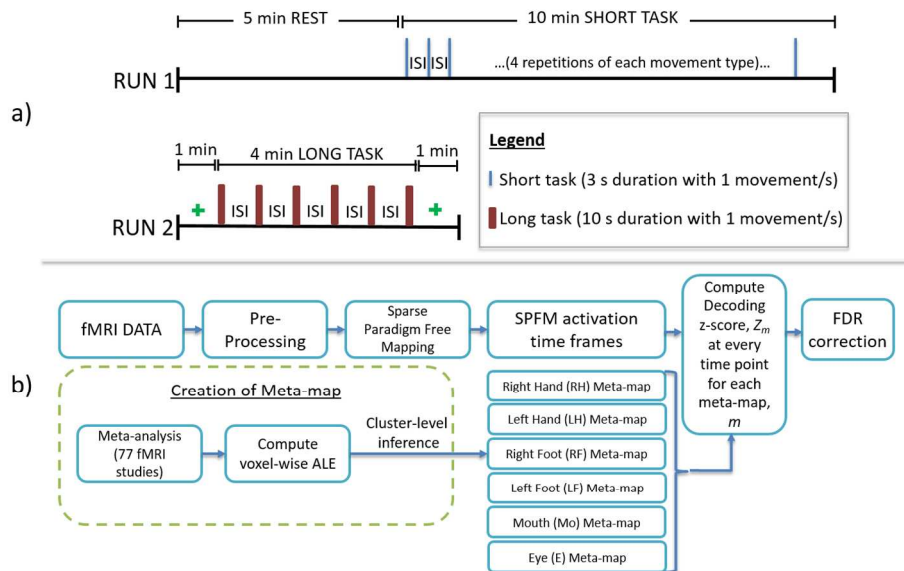 5 min REST
10 min SHORT TASK
ISI ISI
...(4 repetitions of each movement type)...
RUN 1
a)
1 min
4 min LONG TASK
1 min
+ ISI ISI ISI ISI ISI +
RUN 2
Legend
Short task (3 s duration with 1 movement/s)
Long task (10 s duration with 1 movement/s)
b)
fMRI DATA
Pre-
Processing
Sparse
Paradigm Free
Mapping
SPFM activation
time frames
Compute
Decoding
z-score, Zm
at every
time point
for each
meta-map,
m
FDR
correction
Creation of Meta-map
Meta-analysis
(77 fMRI
studies)
Compute
voxel-wise ALE
Cluster-level
inference
Right Hand (RH) Meta-map
Left Hand (LH) Meta-map
Right Foot (RF) Meta-map
Left Foot (LF) Meta-map
Mouth (Mo) Meta-map
Eye (E) Meta-map